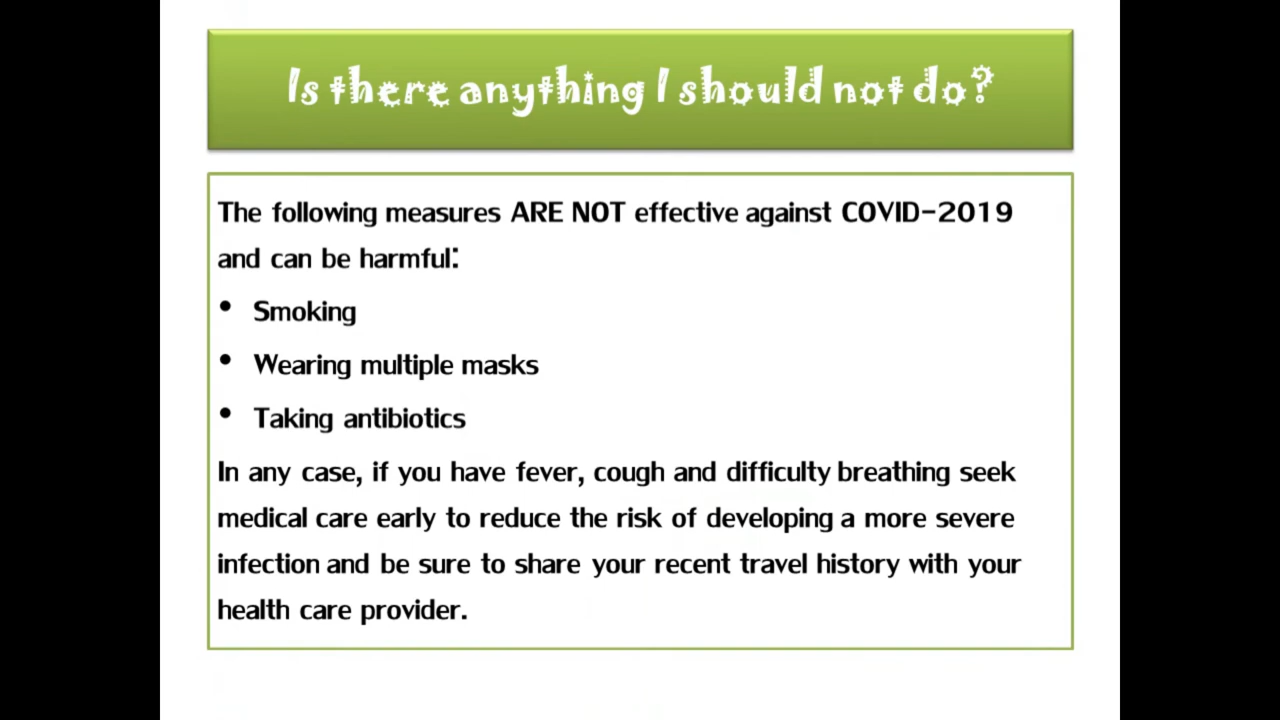 Is there anything I should not do?
The following measures ARE NOT effective against COVID-2019
and can be harmful:
• Smoking
• Wearing multiple masks
• Taking antibiotics
In any case, if you have fever, cough and difficulty breathing seek
medical care early to reduce the risk of developing a more severe
infection and be sure to share your recent travel history with your
health care provider.